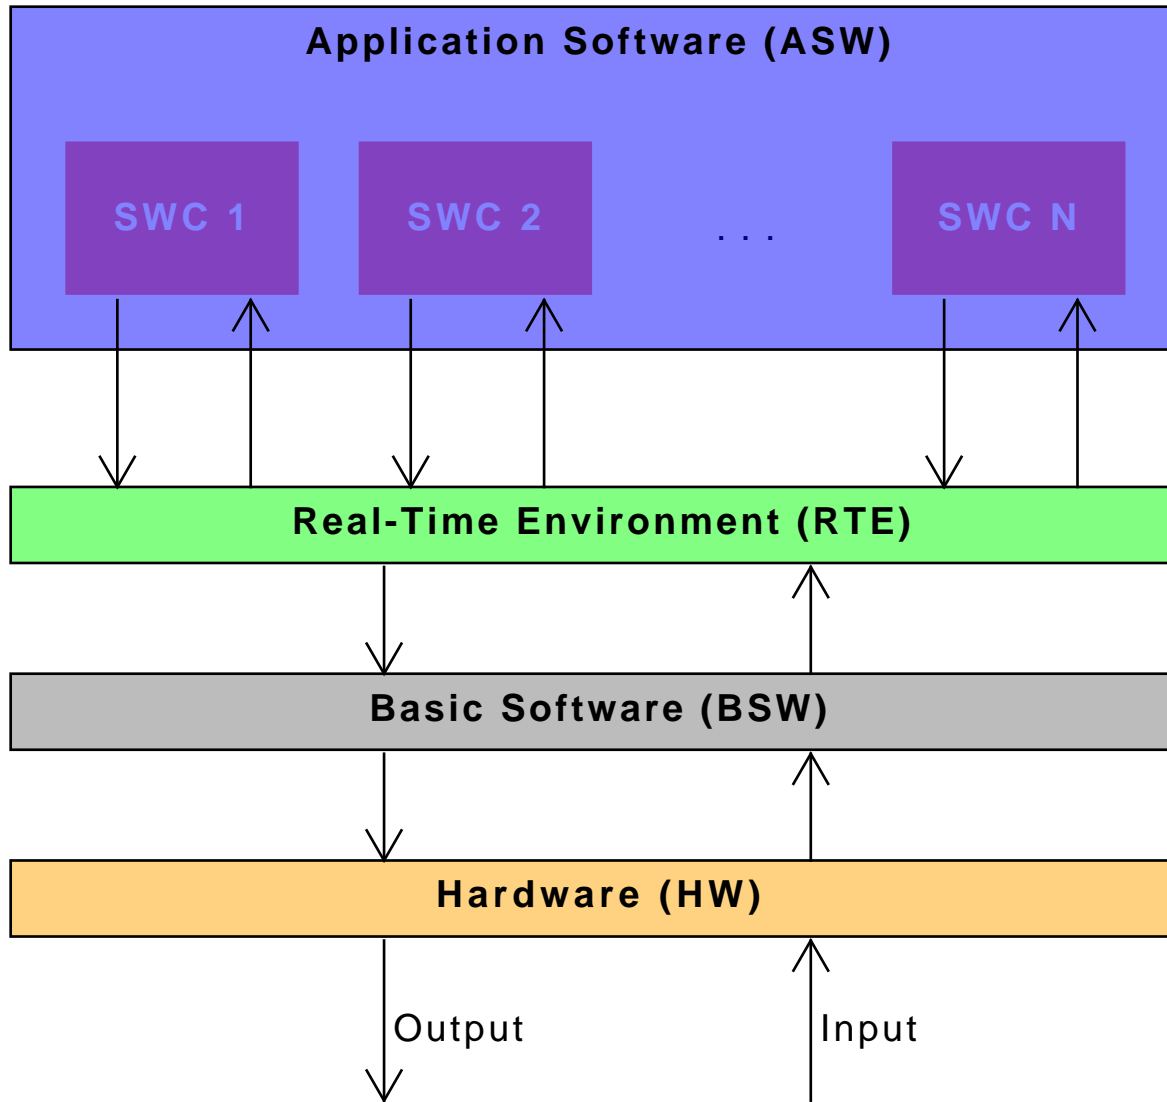 Application Software (ASW)
SWC 1
SWC 2
. . .
SWC N
Real-Time Environment (RTE)
Basic Software (BSW)
Hardware (HW)
Output
Input